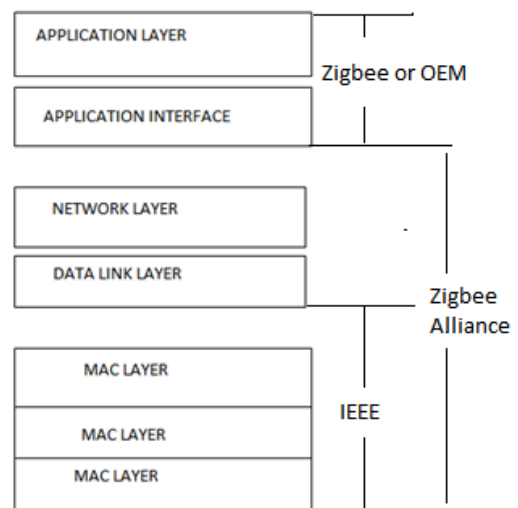 APPLICATION LAYER
Zigbee or OEM
APPLICATION INTERFACE
NETWORK LAYER
DATA LINK LAYER
Zigbee
Alliance
MAC LAYER
IEEE
MAC LAYER
MAC LAYER